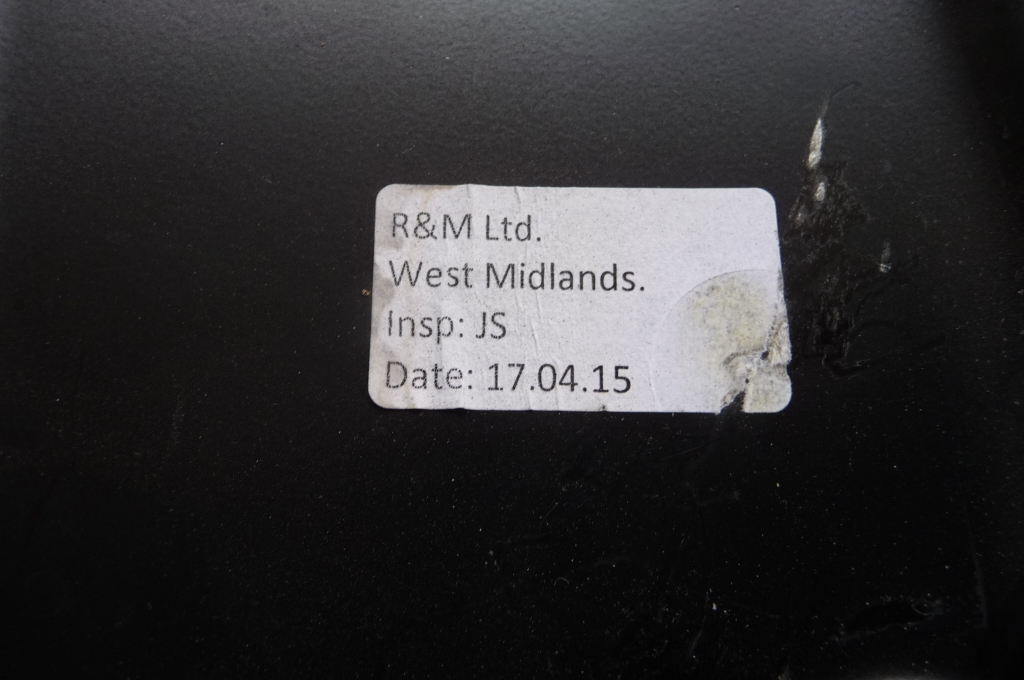 R&M Ltd.
West Midlands.
Insp: JS
Date: 17.04.15